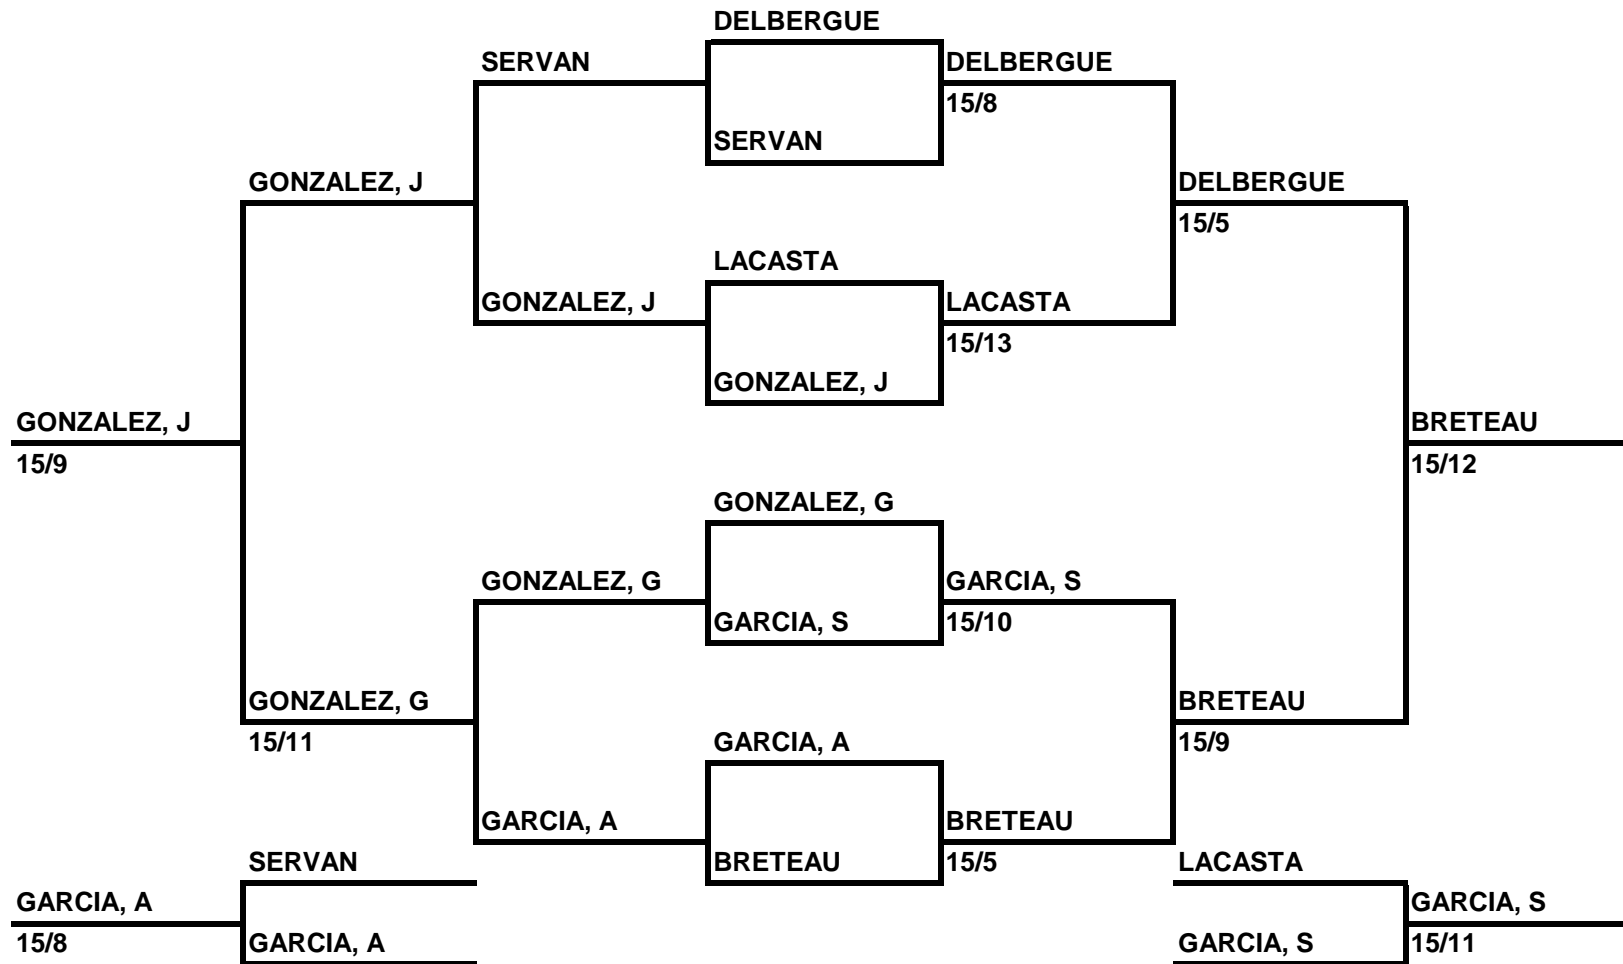 DELBERGUE
SERVAN
DELBERGUE
15/8
SERVAN
GONZALEZ, J
DELBERGUE
15/5
LACASTA
GONZALEZ, J
LACASTA
15/13
GONZALEZ, J
GONZALEZ, J
15/9
BRETEAU
15/12
GONZALEZ, G
GONZALEZ, G
GARCIA, S
GARCIA, S
15/10
GONZALEZ, G
15/11
BRETEAU
15/9
GARCIA, A
GARCIA, A
BRETEAU
BRETEAU
15/5
SERVAN
LACASTA
GARCIA, A
15/8
GARCIA, S
15/11
GARCIA, A
GARCIA, S